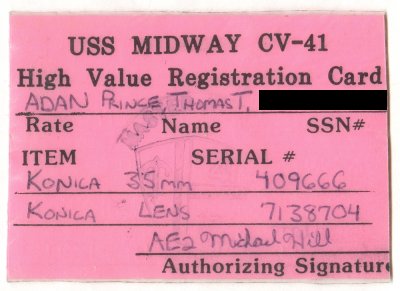 USS MIDWAY CV-41
High Value Registration Card
ADAN PRINCE, THOMAS T,
Rate Name SSN#
ITEM SERIAL #
KONICA 35mm 409666
KONICA LENS 7138704
AE2 Michael Hill
Authorizing Signature